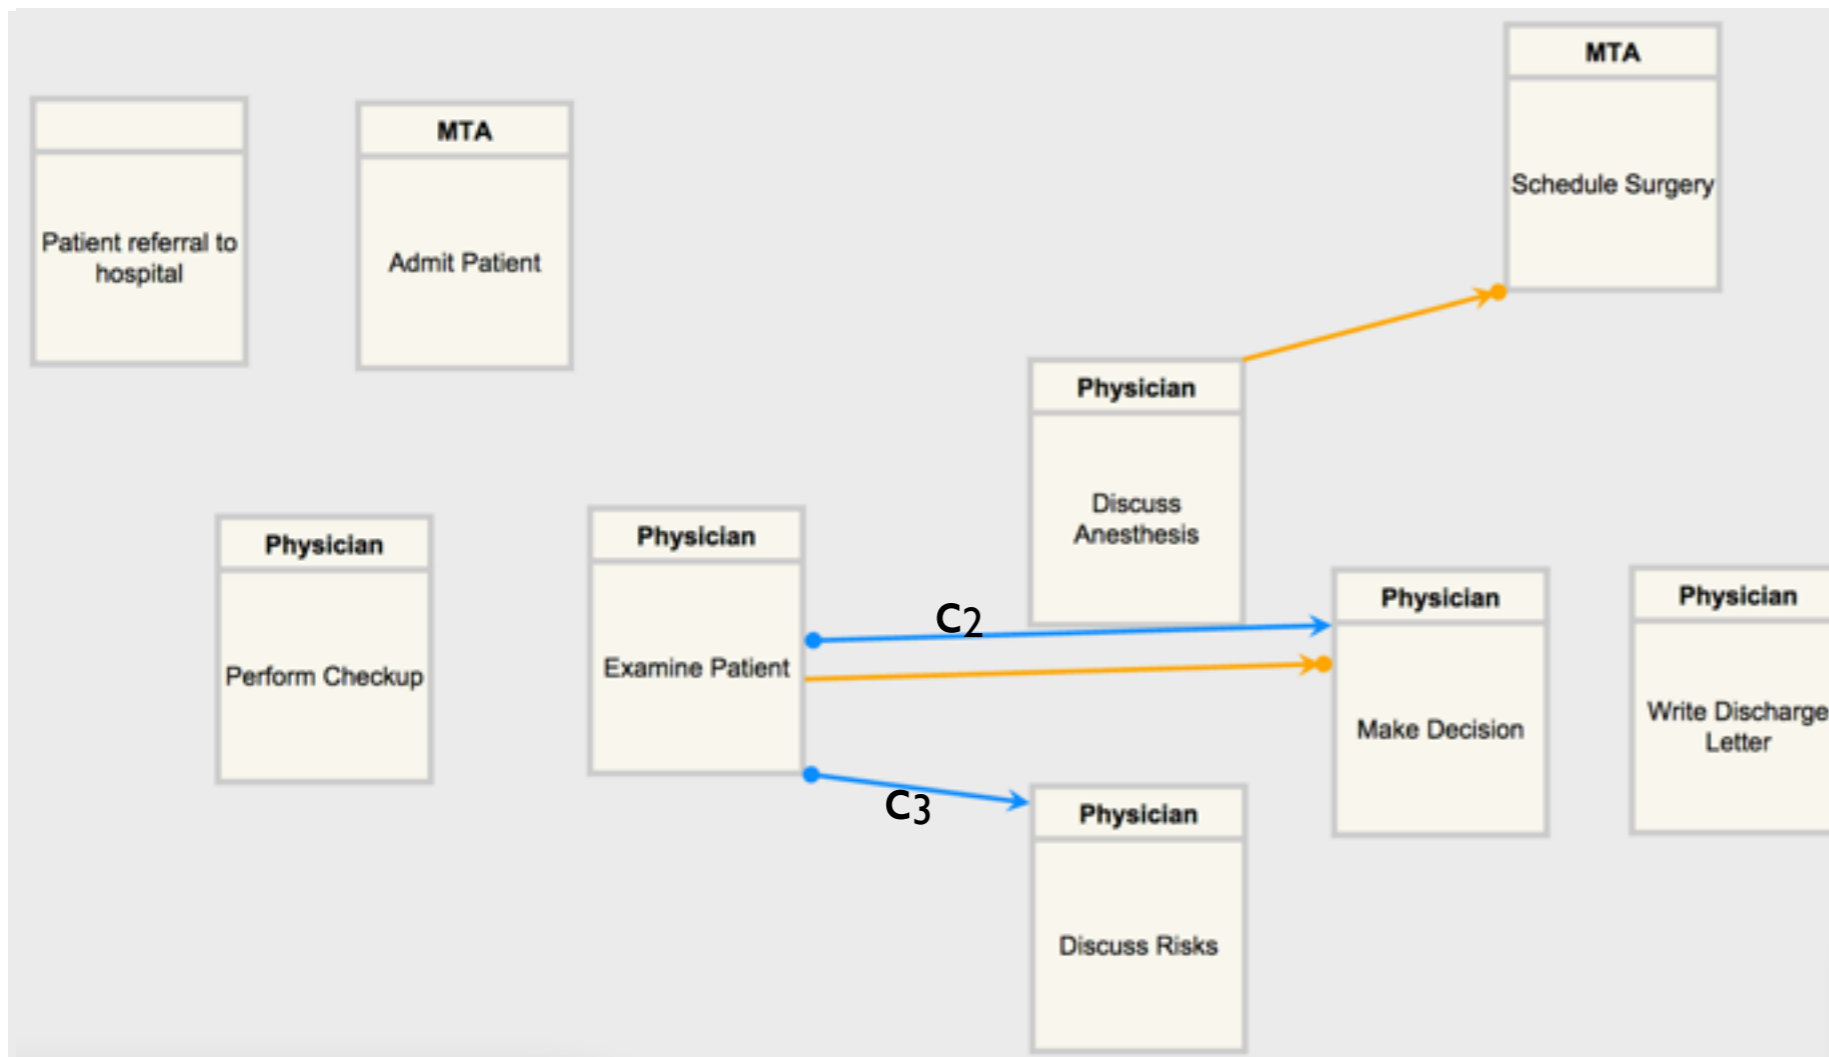 Patient referral to
hospital
MTA
Admit Patient
MTA
Schedule Surgery
Physician
Discuss
Anesthesis
Physician
Perform Checkup
Physician
Examine Patient
C2
C3
Physician
Make Decision
Physician
Write Discharge
Letter
Physician
Discuss Risks